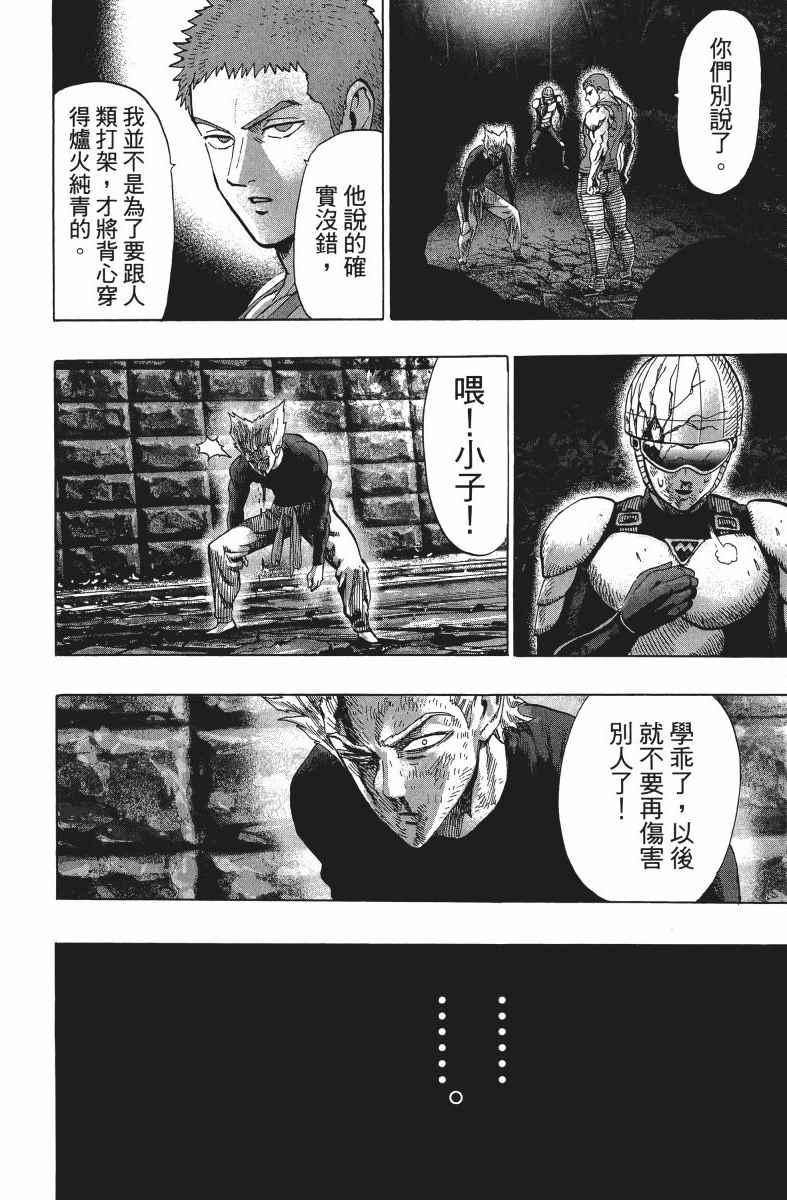 你們別說了。
他說的確
實沒錯，
我並不是為了要跟人
類打架，才將背心穿
得爐火純青的。
喂！小子！
學乖了，以後
就不要再傷害
別人了！
……
……。